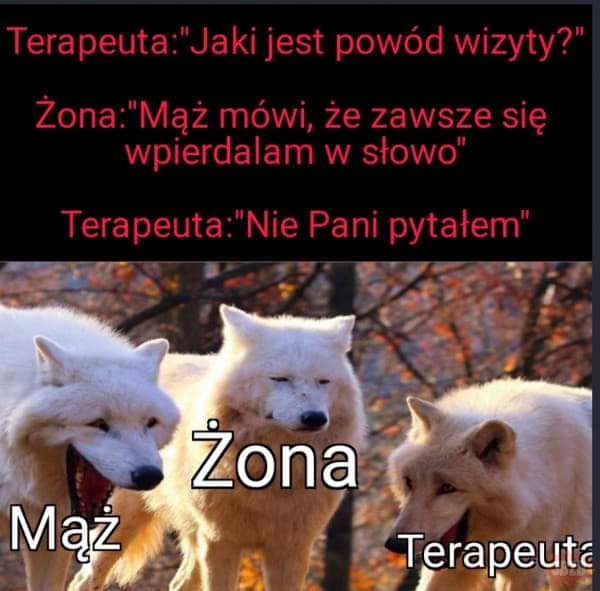 Terapeuta:"Jaki jest powód wizyty?"
Żona:"Mąż mówi, że zawsze się
wpierdalam w słowo"
Terapeuta:"Nie Pani pytałem"
Żona
Mąż
Terapeuta